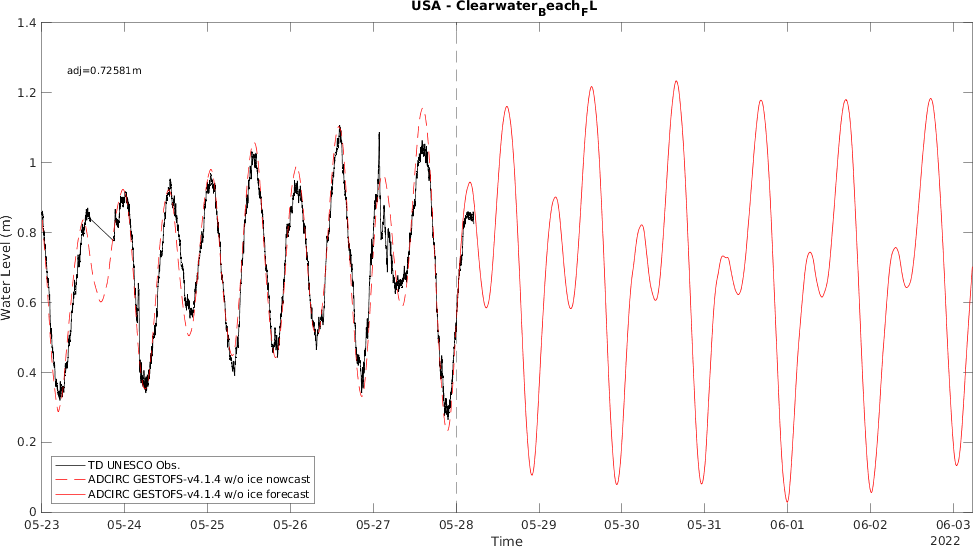 USA - Clearwater_Beach_FL
1.4
adj=0.72581m
1.2
1
0.8
0.6
0.4
0.2
0
Water Level (m)
TD UNESCO Obs.
ADCIRC GESTOFS-v4.1.4 w/o ice nowcast
ADCIRC GESTOFS-v4.1.4 w/o ice forecast
05-23 05-24 05-25 05-26 05-27 05-28 05-29 05-30 05-31 06-01 06-02 06-03
Time
2022